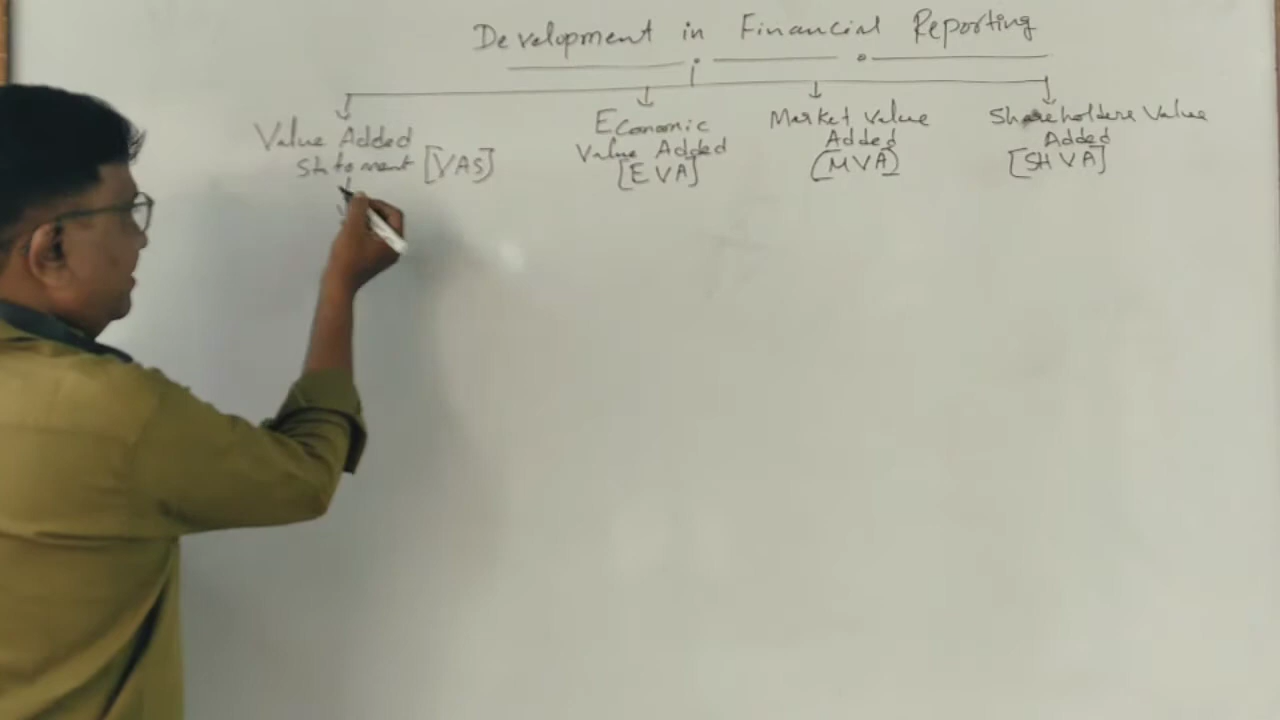 Development in Financial Reporting
Value Added
Statement [VAS]
Economic
Value Added
[EVA]
Market Value
Added
(MVA)
Shareholders Value
Added
[SHVA]